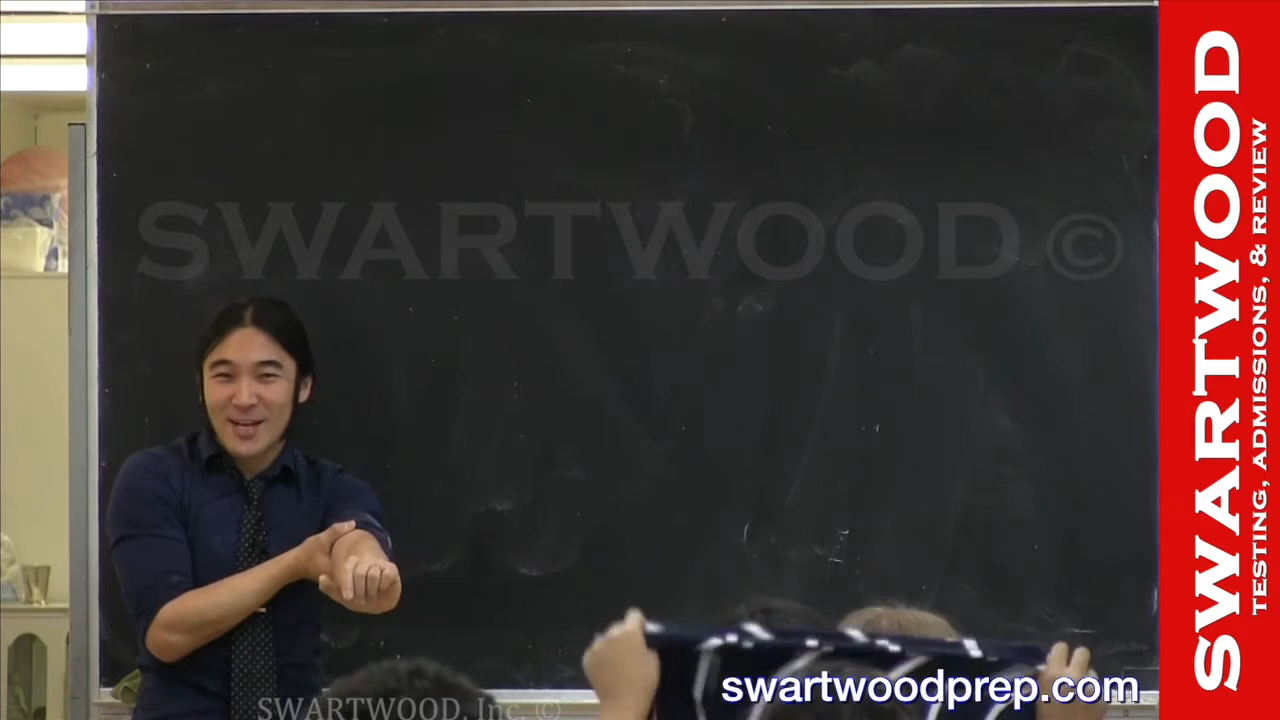 SWARTWOOD ©
SWARTWOOD, Inc. ©
swartwoodprep.com
SWARTWOOD
TESTING, ADMISSIONS, & REVIEW